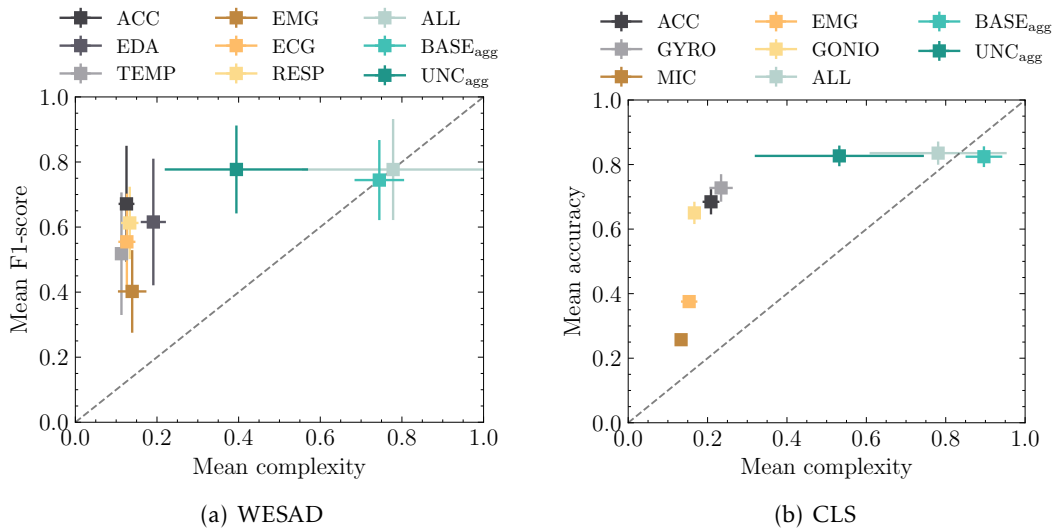 ACC EMG ALL
EDA ECG BASEagg
TEMP RESP UNCagg
1.0
0.8
0.6
0.4
0.2
0.0
Mean F1-score
0.0 0.2 0.4 0.6 0.8 1.0
Mean complexity
(a) WESAD
ACC EMG BASEagg
GYRO GONIO UNCagg
MIC ALL
1.0
0.8
0.6
0.4
0.2
0.0
Mean accuracy
0.0 0.2 0.4 0.6 0.8 1.0
Mean complexity
(b) CLS